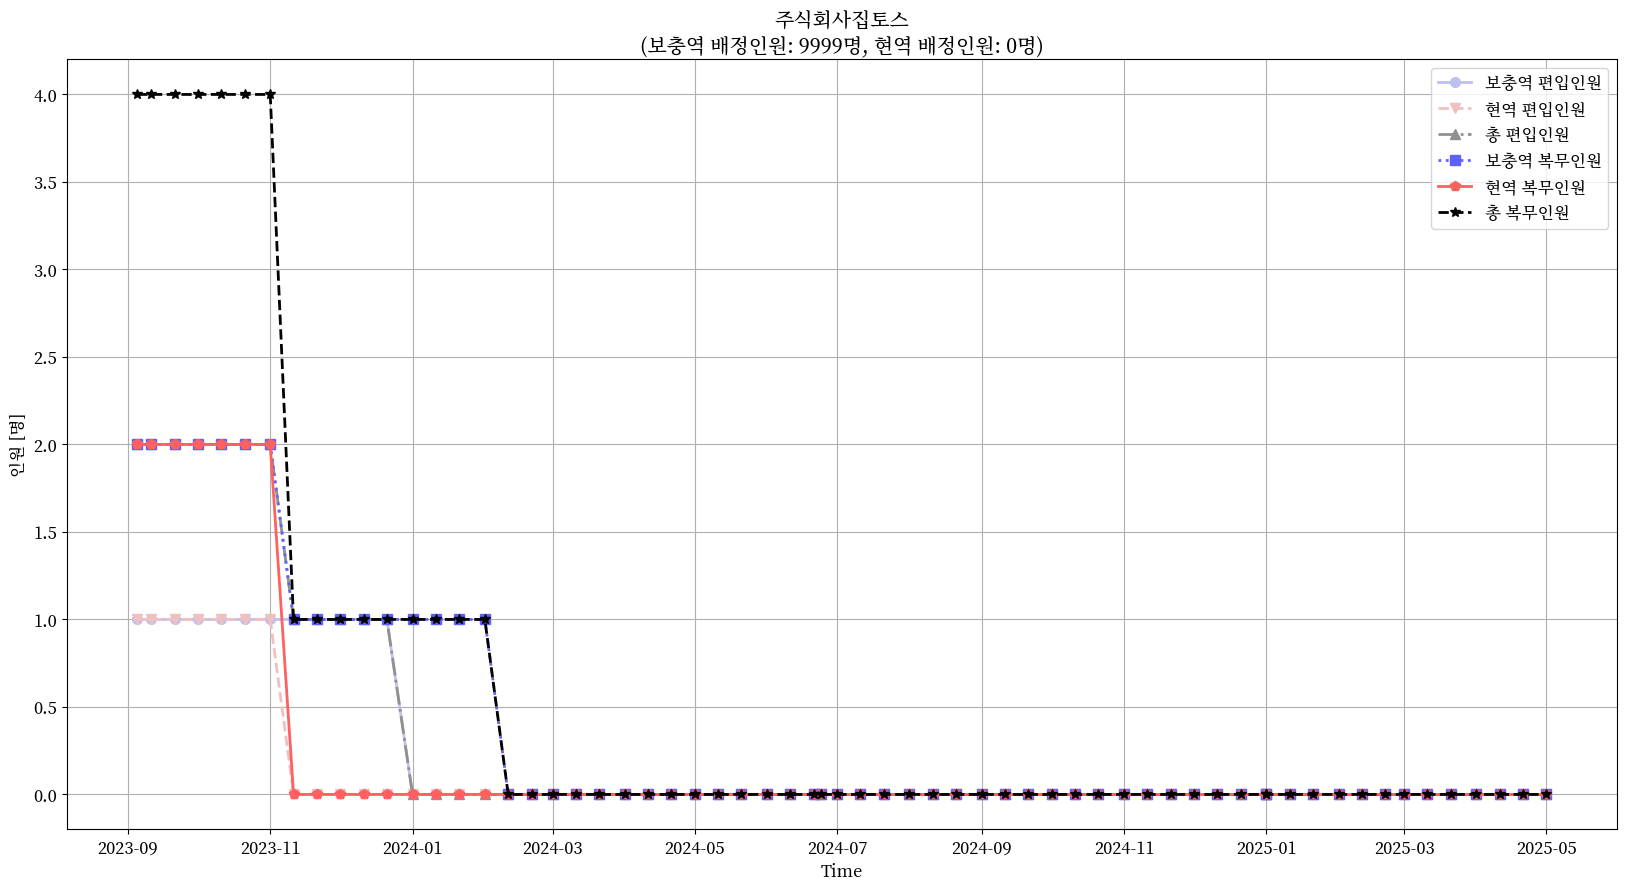 주식회사집토스
(보충역 배정인원: 9999명, 현역 배정인원: 0명)
보충역 편입인원
현역 편입인원
총 편입인원
보충역 복무인원
현역 복무인원
총 복무인원
인원 [명]
4.0
3.5
3.0
2.5
2.0
1.5
1.0
0.5
0.0
2023-09 2023-11 2024-01 2024-03 2024-05 2024-07 2024-09 2024-11 2025-01 2025-03 2025-05
Time